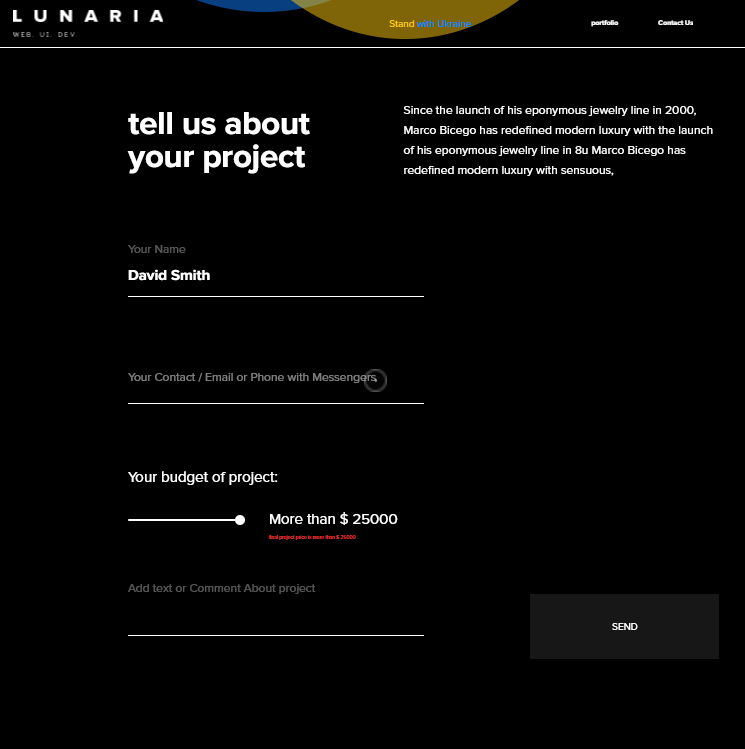 LUNARIA
WEB. UI. DEV
Stand with Ukraine
portfolio
Contact Us
tell us about
your project
Since the launch of his eponymous jewelry line in 2000,
Marco Bicego has redefined modern luxury with the launch
of his eponymous jewelry line in 8u Marco Bicego has
redefined modern luxury with sensuous,
Your Name
David Smith
Your Contact / Email or Phone with Messengers
Your budget of project:
More than $ 25000
project price is more than $ 25000
Add text or Comment About project
SEND